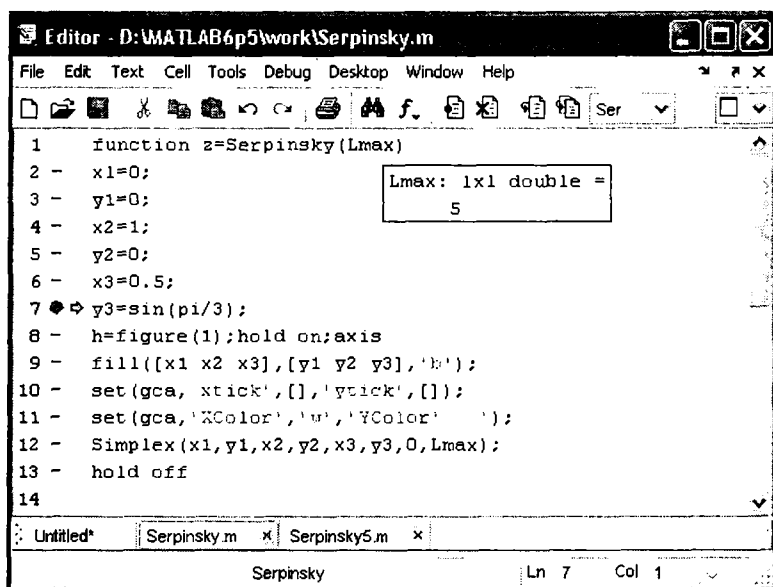 Editor - D:\MATLAB6p5\work\Serpinsky.m
File Edit Text Cell Tools Debug Desktop Window Help
Ser
1 function z=Serpinsky(Lmax)
2 - x1=0;
Lmax: 1x1 double =
5
3 - y1=0;
4 - x2=1;
5 - y2=0;
6 - x3=0.5;
7 y3=sin(pi/3);
8 - h=figure(1);hold on;axis
9 - fill([x1 x2 x3],[y1 y2 y3],'b');
10 - set(gca, xtick',[],'ytick',[]);
11 - set(gca,'XColor','w','YColor' ');
12 - Simplex(x1,y1,x2,y2,x3,y3,0,Lmax);
13 - hold off
14
Untitled* Serpinsky.m × Serpinsky5.m ×
Serpinsky Ln 7 Col 1